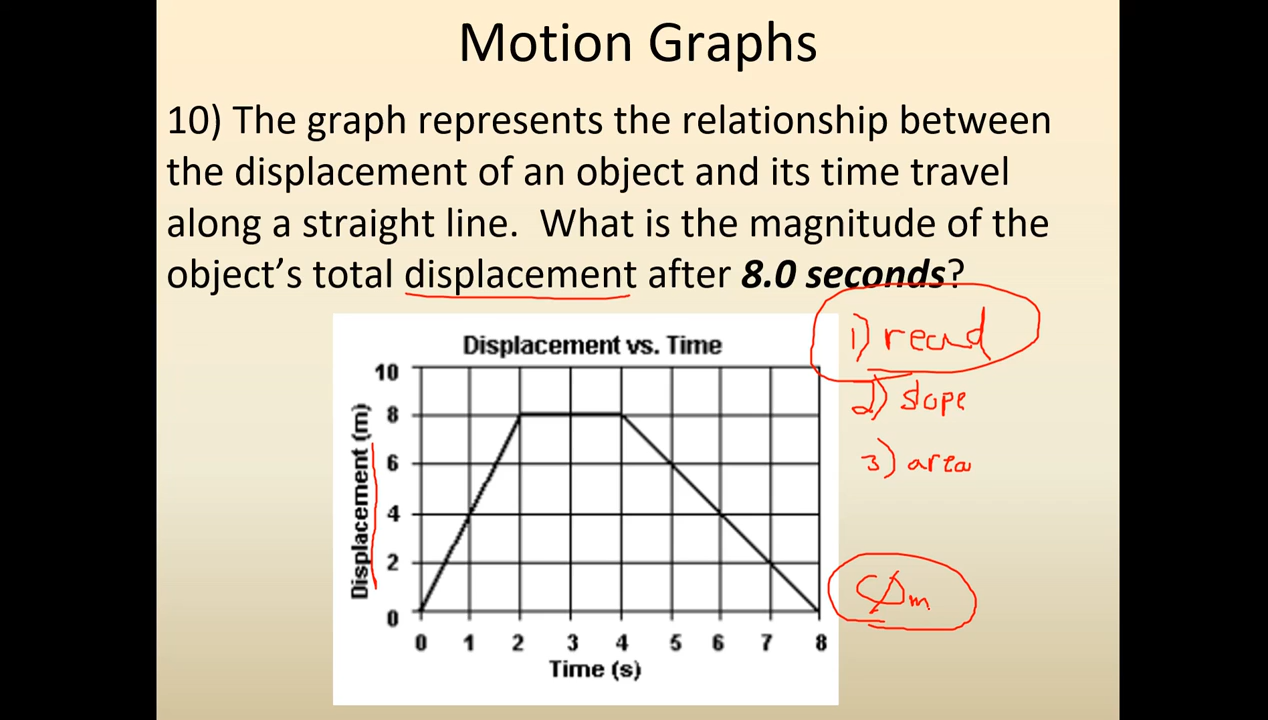 Motion Graphs
10) The graph represents the relationship between
the displacement of an object and its time travel
along a straight line. What is the magnitude of the
object's total displacement after 8.0 seconds?
1) read
2) slope
3) area
Displacement vs. Time
Displacement (m)
10
8
6
4
2
0
0 1 2 3 4 5 6 7 8
Time (s)
0m